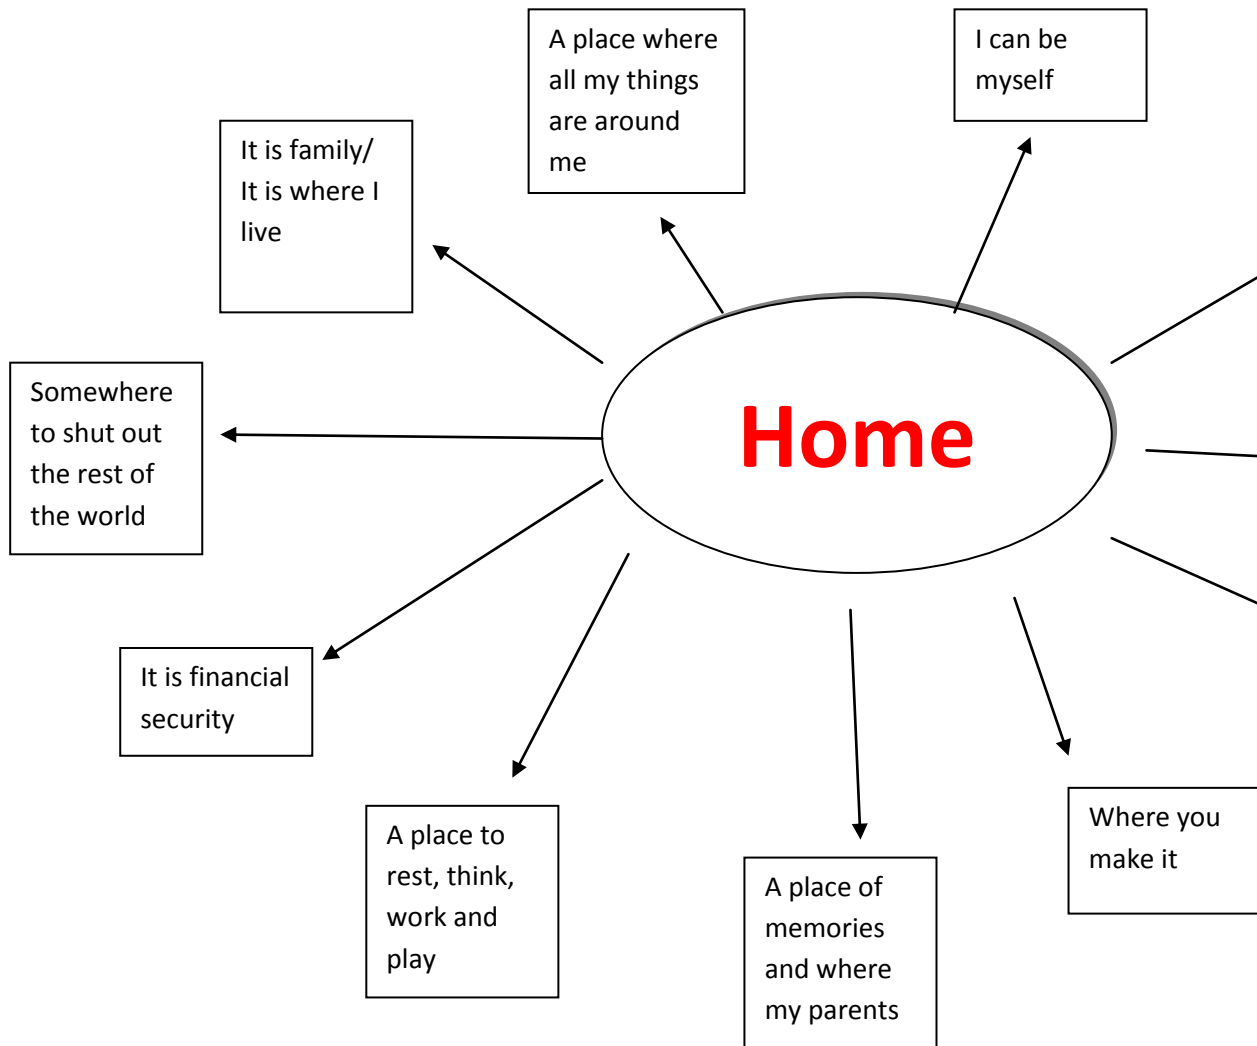 A place where
all my things
are around
me
I can be
myself
It is family/
It is where I
live
Somewhere
to shut out
the rest of
the world
Home
It is financial
security
A place to
rest, think,
work and
play
A place of
memories
and where
my parents
Where you
make it